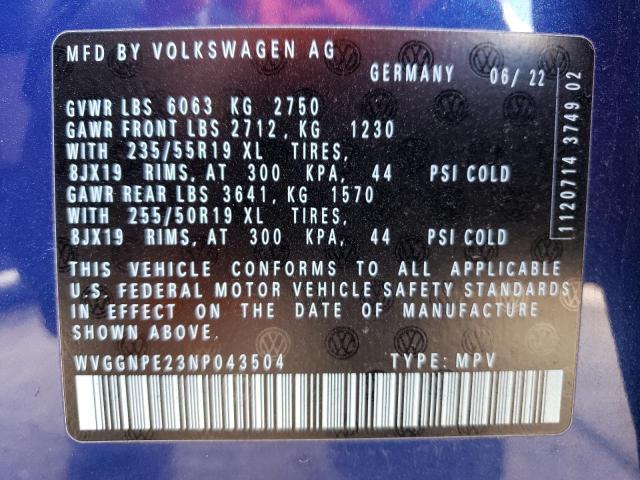 MFD BY VOLKSWAGEN AG
GERMANY 06/ 22
GVWR LBS 6063 KG 2750
GAWR FRONT LBS 2712, KG 1230
WITH 235/55R19 XL TIRES,
8JX19 RIMS, AT 300 KPA, 44 PSI COLD
GAWR REAR LBS 3641, KG 1570
WITH 255/50R19 XL TIRES,
8JX19 RIMS, AT 300 KPA, 44 PSI COLD
THIS VEHICLE CONFORMS TO ALL APPLICABLE
U.S. FEDERAL MOTOR VEHICLE SAFETY STANDARDS
IN EFFECT ON THE DATE OF MANUFACTURE
SHOWN ABOVE.
WVGGNPE23NP043504 TYPE: MPV
1120714 3749 02